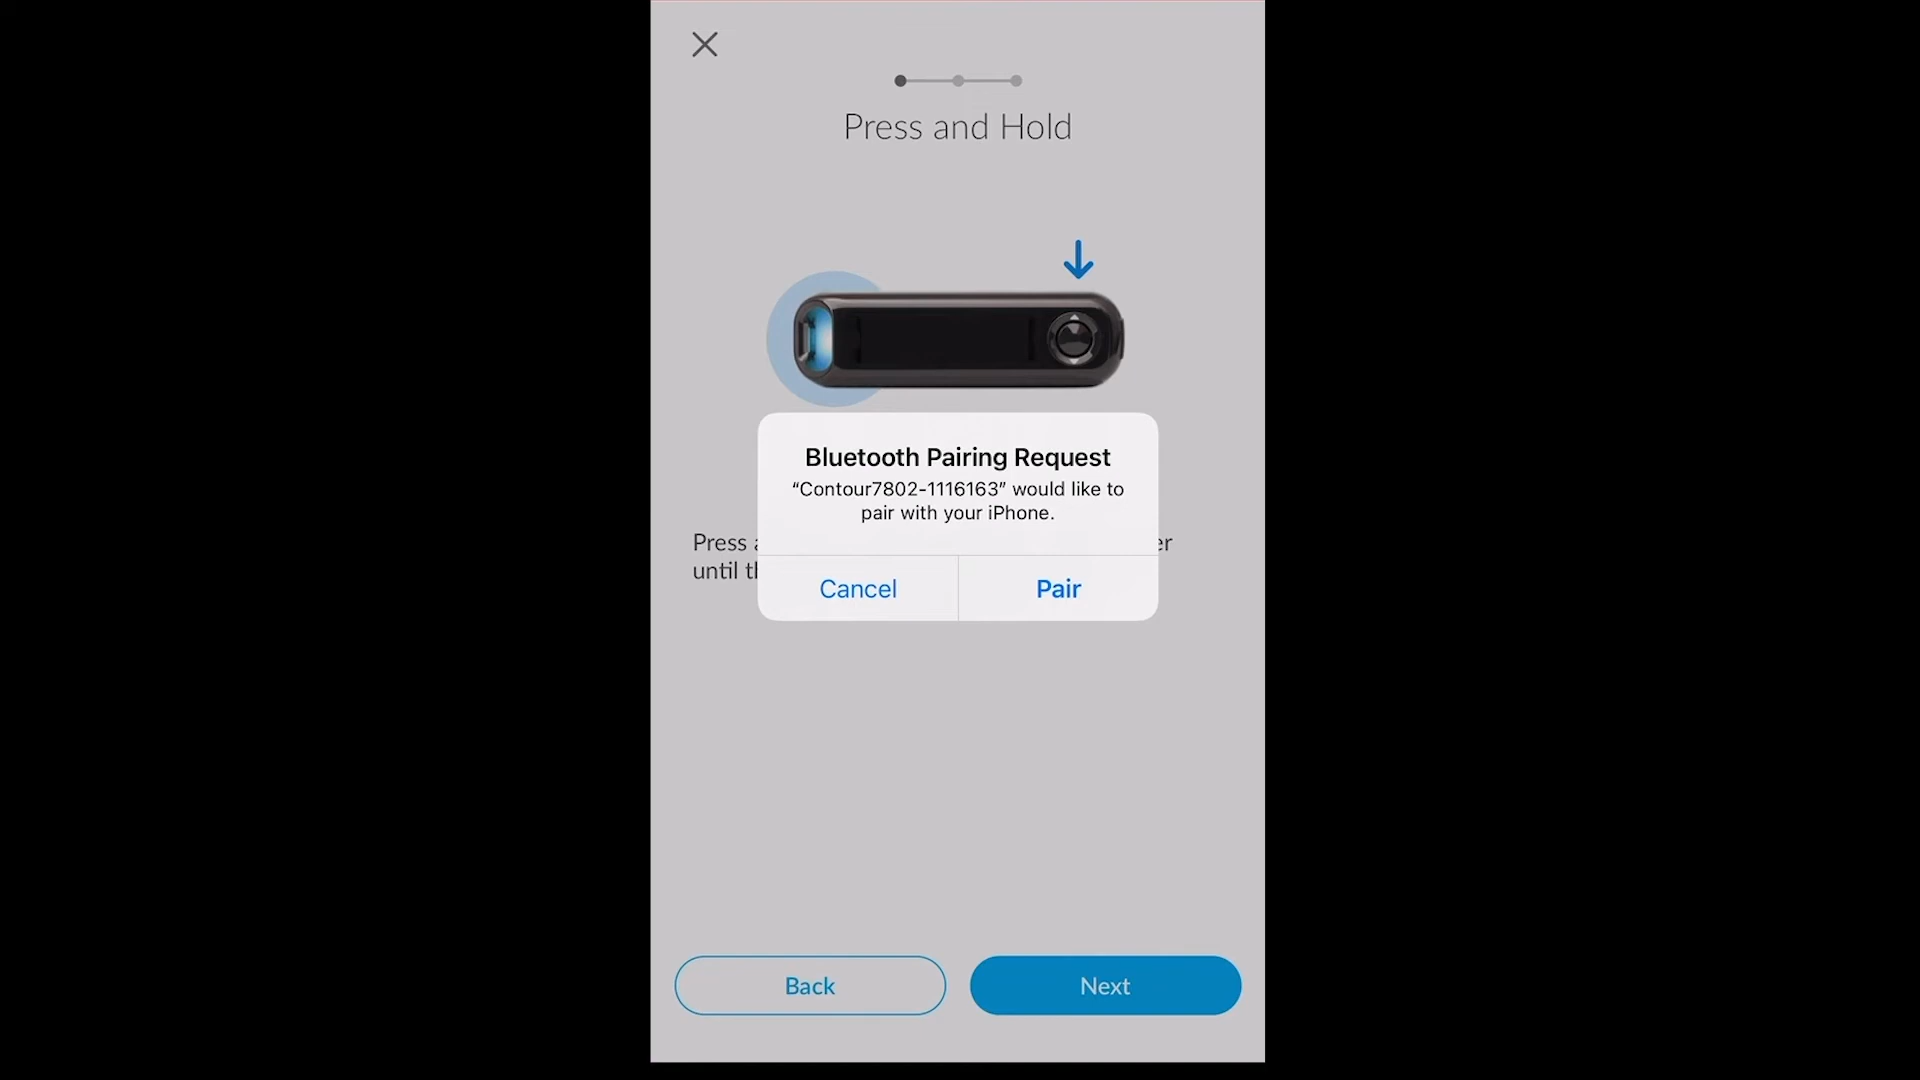 Press and Hold
Bluetooth Pairing Request
“Contour7802-1116163” would like to
pair with your iPhone.
Press
until
Cancel
Pair
Back
Next